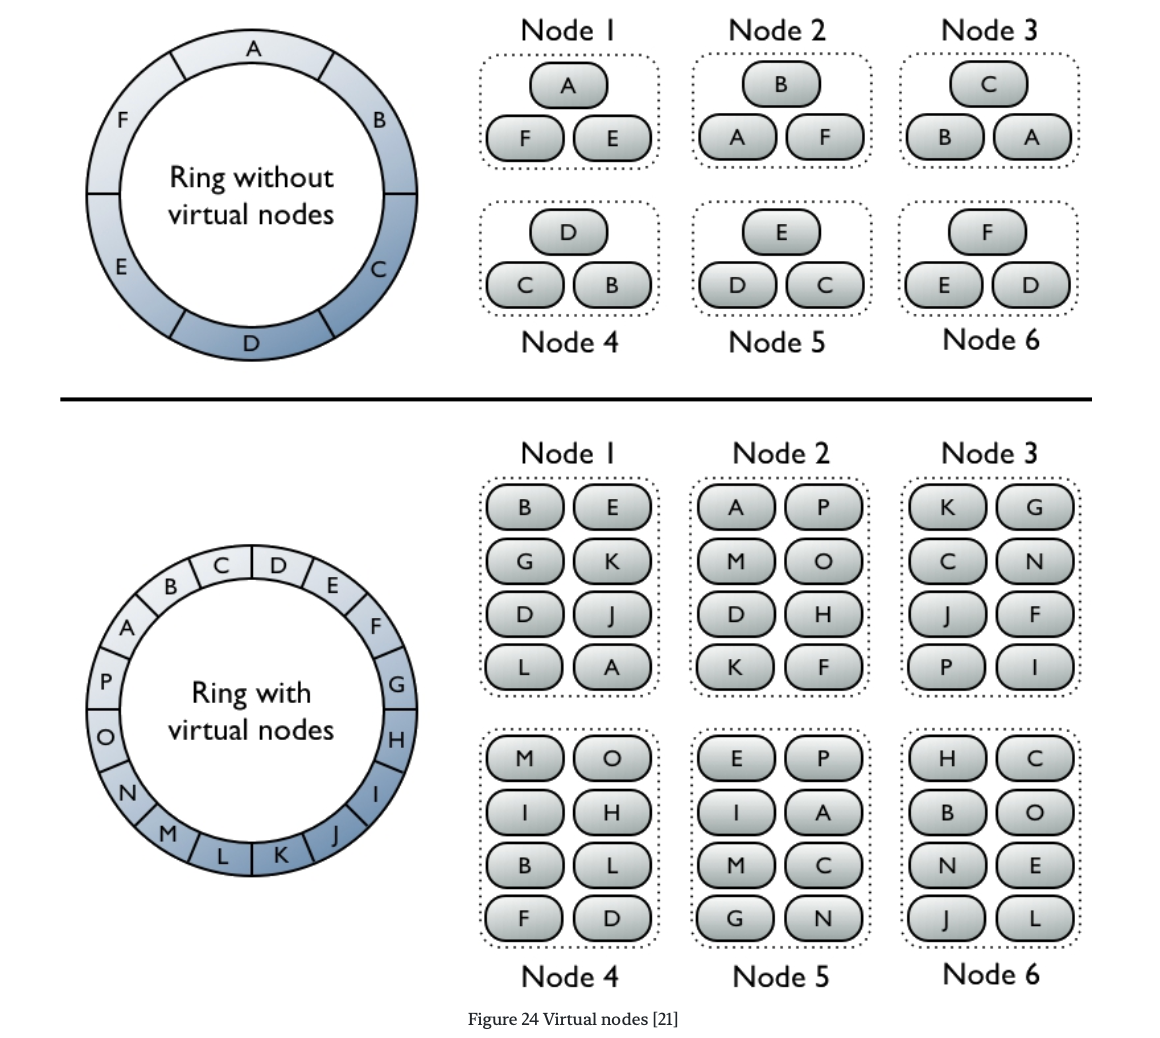 A
F
B
Ring without
virtual nodes
E
C
D
Node 1
Node 2
Node 3
A
F E
B
A F
C
B A
D
C B
E
D C
F
E D
Node 4
Node 5
Node 6
C D
B E
A F
P G
Ring with
virtual nodes
O H
N I
M J
L K
Node 1
Node 2
Node 3
B E
G K
D J
L A
A P
M O
D H
K F
K G
C N
J F
P I
M O
I H
B L
F D
E P
I A
M C
G N
H C
B O
N E
J L
Node 4
Node 5
Node 6
Figure 24 Virtual nodes [21]